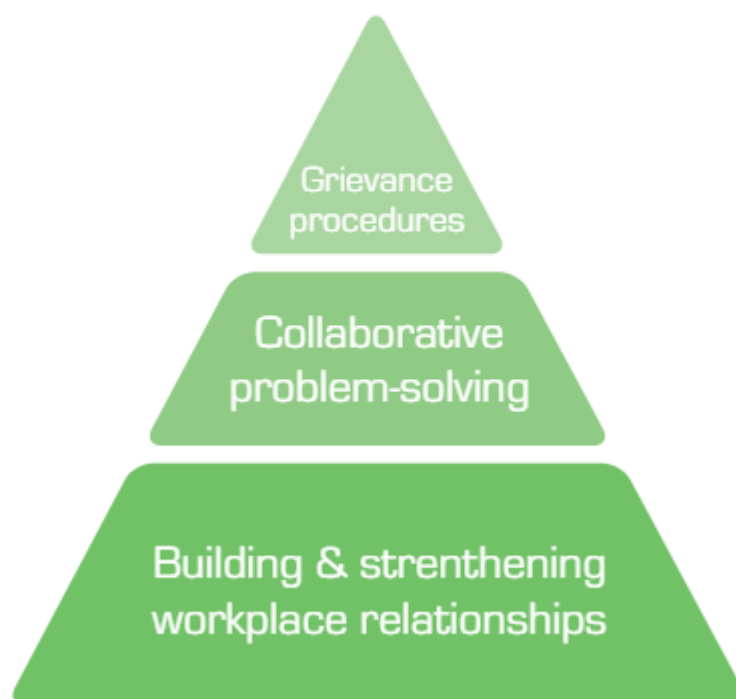 Grievance
procedures
Collaborative
problem-solving
Building & strenthening
workplace relationships